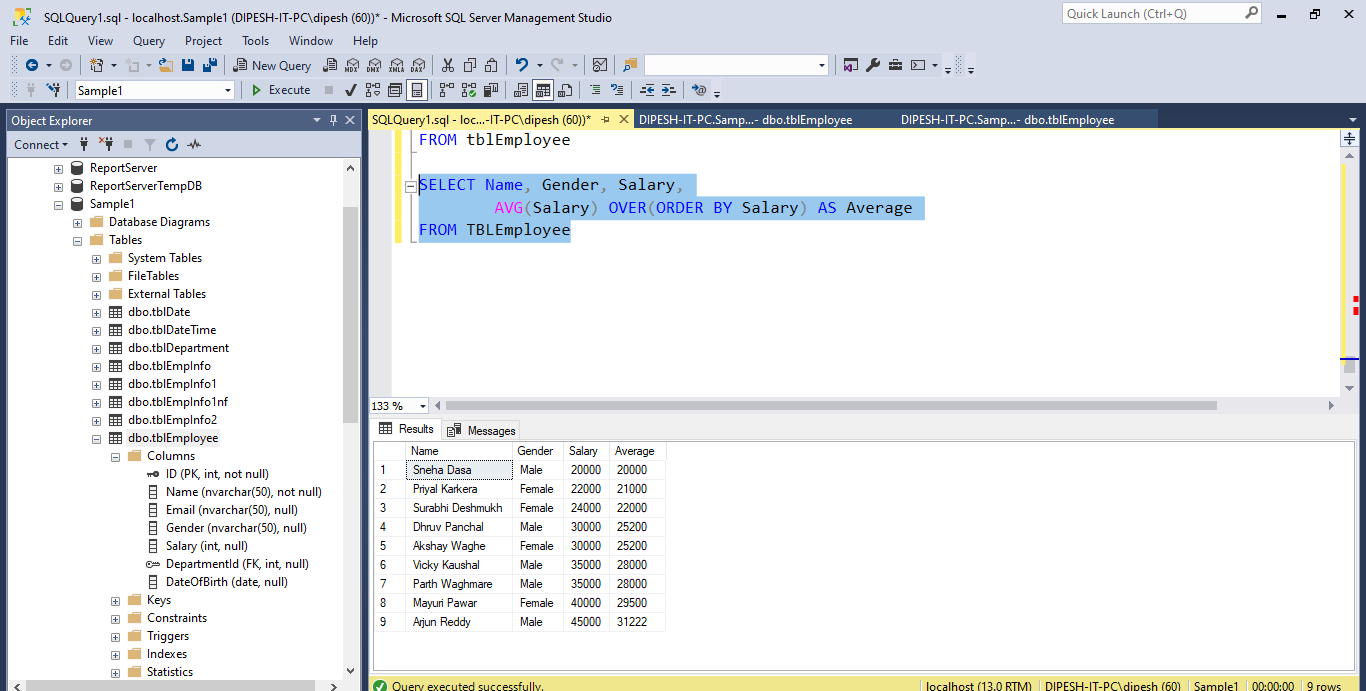 SQLQuery1.sql - localhost.Sample1 (DIPESH-IT-PC\dipesh (60))* - Microsoft SQL Server Management Studio
Quick Launch (Ctrl+Q)
File Edit View Query Project Tools Window Help
New Query MDX DMX XMLA DAX
Sample1 Execute
Object Explorer
Connect
ReportServer
ReportServerTempDB
Sample1
Database Diagrams
Tables
System Tables
FileTables
External Tables
dbo.tblDate
dbo.tblDateTime
dbo.tblDepartment
dbo.tblEmpInfo
dbo.tblEmpInfo1
dbo.tblEmpInfo1nf
dbo.tblEmpInfo2
dbo.tblEmployee
Columns
ID (PK, int, not null)
Name (nvarchar(50), not null)
Email (nvarchar(50), null)
Gender (nvarchar(50), null)
Salary (int, null)
DepartmentId (FK, int, null)
DateOfBirth (date, null)
Keys
Constraints
Triggers
Indexes
Statistics
SQLQuery1.sql - loc...-IT-PC\dipesh (60))* DIPESH-IT-PC.Samp...- dbo.tblEmployee DIPESH-IT-PC.Samp...- dbo.tblEmployee
FROM tblEmployee
SELECT Name, Gender, Salary,
AVG(Salary) OVER(ORDER BY Salary) AS Average
FROM TBLEmployee
133 %
Results Messages
Name Gender Salary Average
1 Sneha Dasa Male 20000 20000
2 Priyal Karkera Female 22000 21000
3 Surabhi Deshmukh Female 24000 22000
4 Dhruv Panchal Male 30000 25200
5 Akshay Waghe Female 30000 25200
6 Vicky Kaushal Male 35000 28000
7 Parth Waghmare Male 35000 28000
8 Mayuri Pawar Female 40000 29500
9 Arjun Reddy Male 45000 31222
Query executed successfully. localhost (13.0 RTM) DIPESH-IT-PC\dipesh (60) Sample1 00:00:00 9 rows